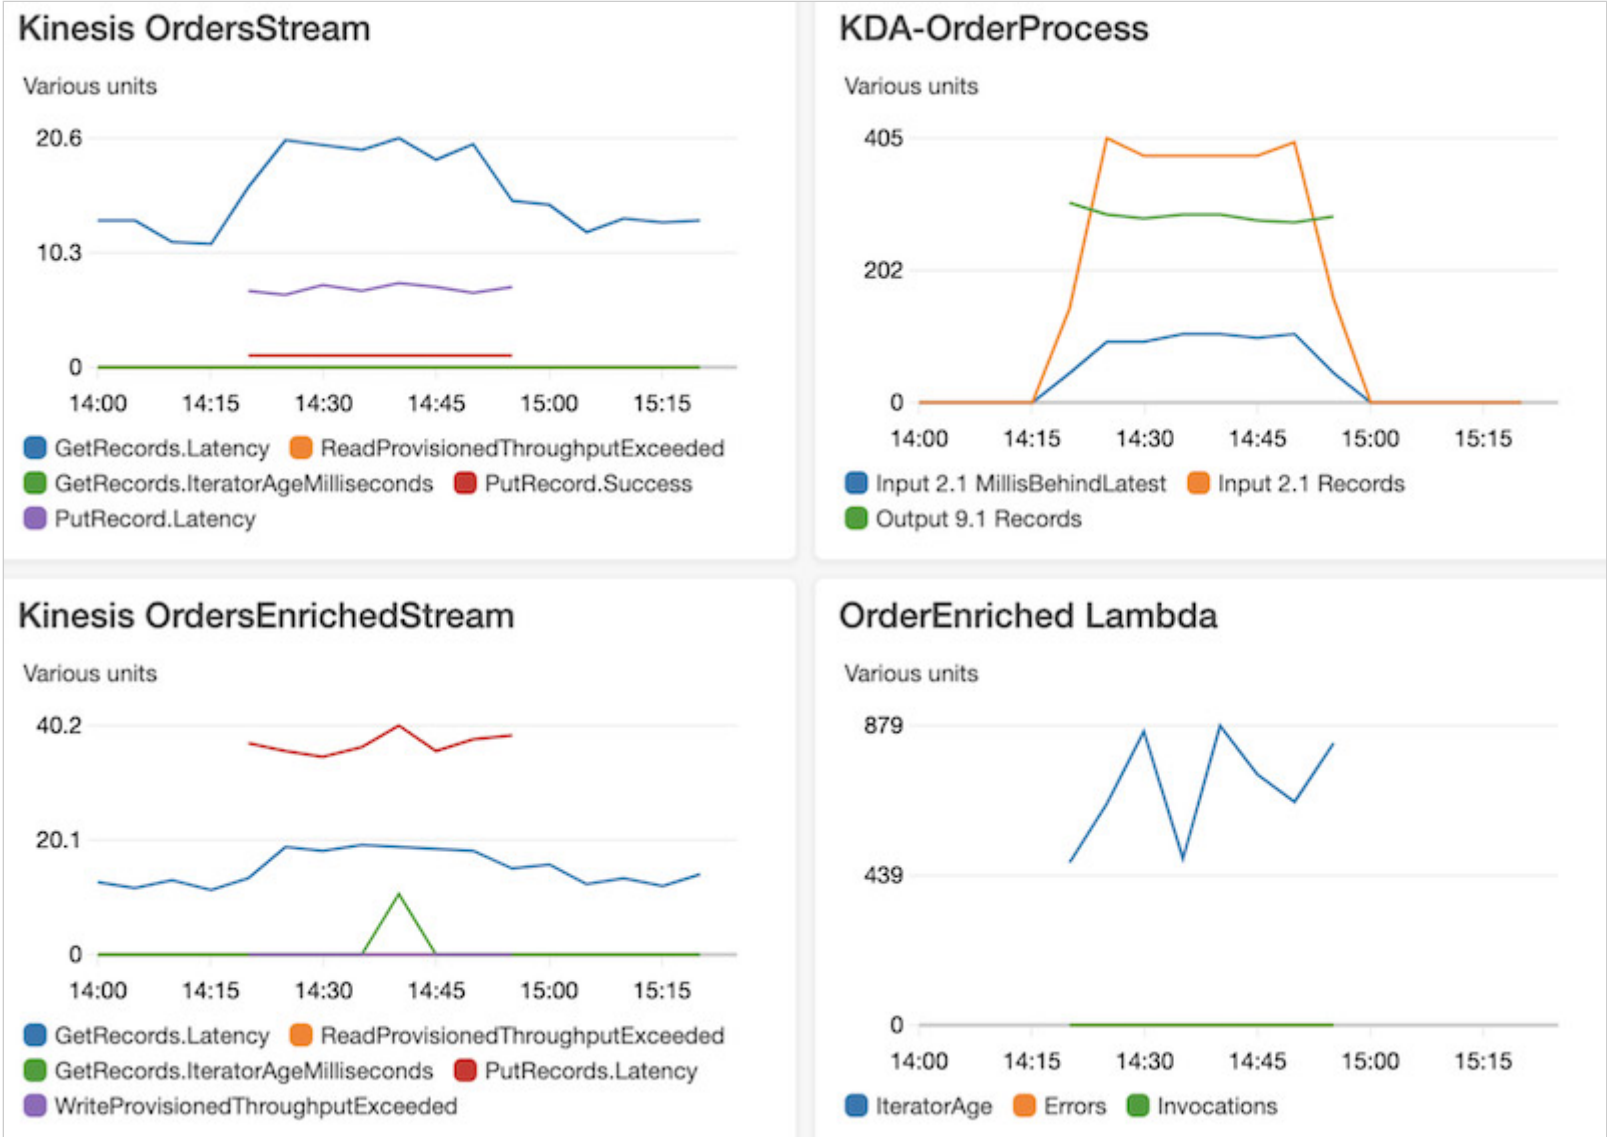 Kinesis OrdersStream
Various units
20.6
10.3
0
14:00 14:15 14:30 14:45 15:00 15:15
GetRecords.Latency ReadProvisionedThroughputExceeded
GetRecords.IteratorAgeMilliseconds PutRecord.Success
PutRecord.Latency
KDA-OrderProcess
Various units
405
202
0
14:00 14:15 14:30 14:45 15:00 15:15
Input 2.1 MillisBehindLatest Input 2.1 Records
Output 9.1 Records
Kinesis OrdersEnrichedStream
Various units
40.2
20.1
0
14:00 14:15 14:30 14:45 15:00 15:15
GetRecords.Latency ReadProvisionedThroughputExceeded
GetRecords.IteratorAgeMilliseconds PutRecords.Latency
WriteProvisionedThroughputExceeded
OrderEnriched Lambda
Various units
879
439
0
14:00 14:15 14:30 14:45 15:00 15:15
IteratorAge Errors Invocations